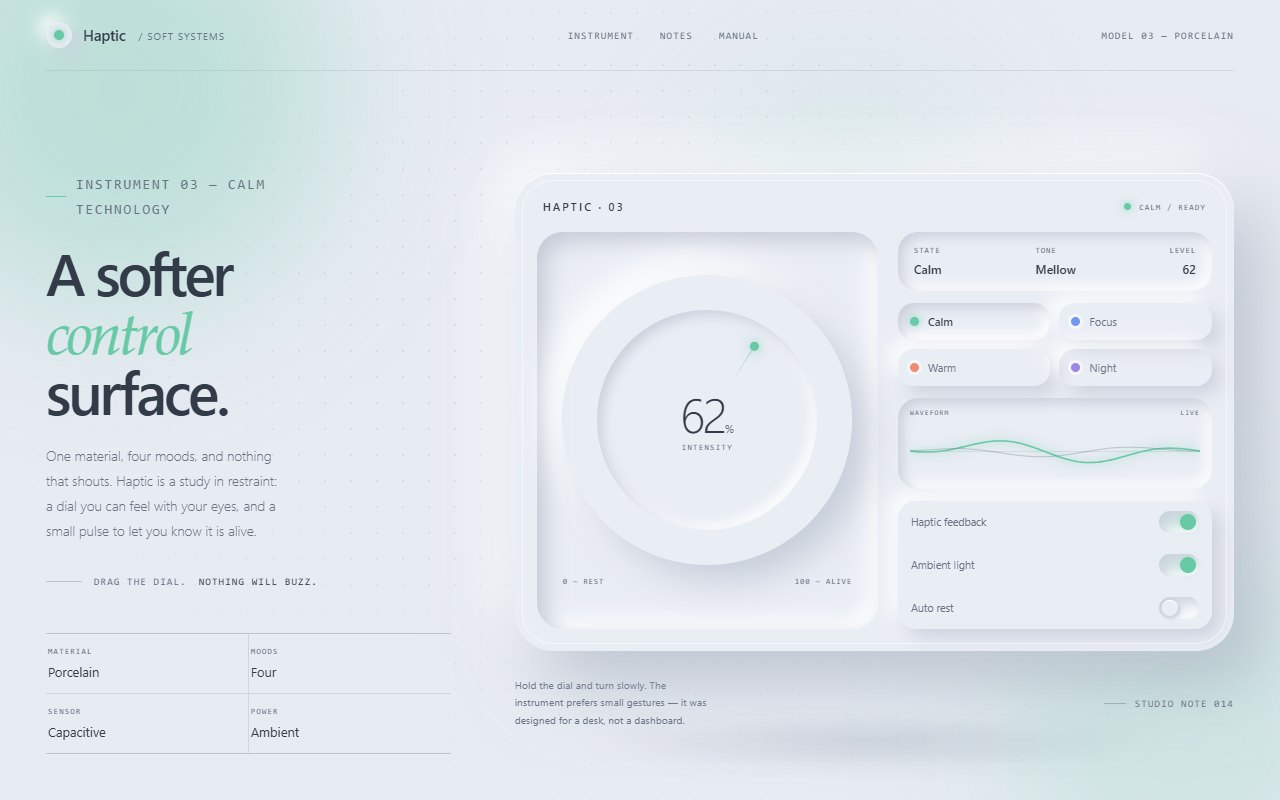 Haptic / SOFT SYSTEMS
INSTRUMENT NOTES MANUAL
MODEL 03 — PORCELAIN
INSTRUMENT 03 — CALM
TECHNOLOGY
A softer
control
surface.
One material, four moods, and nothing
that shouts. Haptic is a study in restraint:
a dial you can feel with your eyes, and a
small pulse to let you know it is alive.
DRAG THE DIAL. NOTHING WILL BUZZ.
MATERIAL
Porcelain
MOODS
Four
SENSOR
Capacitive
POWER
Ambient
HAPTIC · 03
CALM / READY
62%
INTENSITY
0 — REST
100 — ALIVE
STATE
Calm
TONE
Mellow
LEVEL
62
Calm
Focus
Warm
Night
WAVEFORM
LIVE
Haptic feedback
Ambient light
Auto rest
Hold the dial and turn slowly. The
instrument prefers small gestures — it was
designed for a desk, not a dashboard.
STUDIO NOTE 014